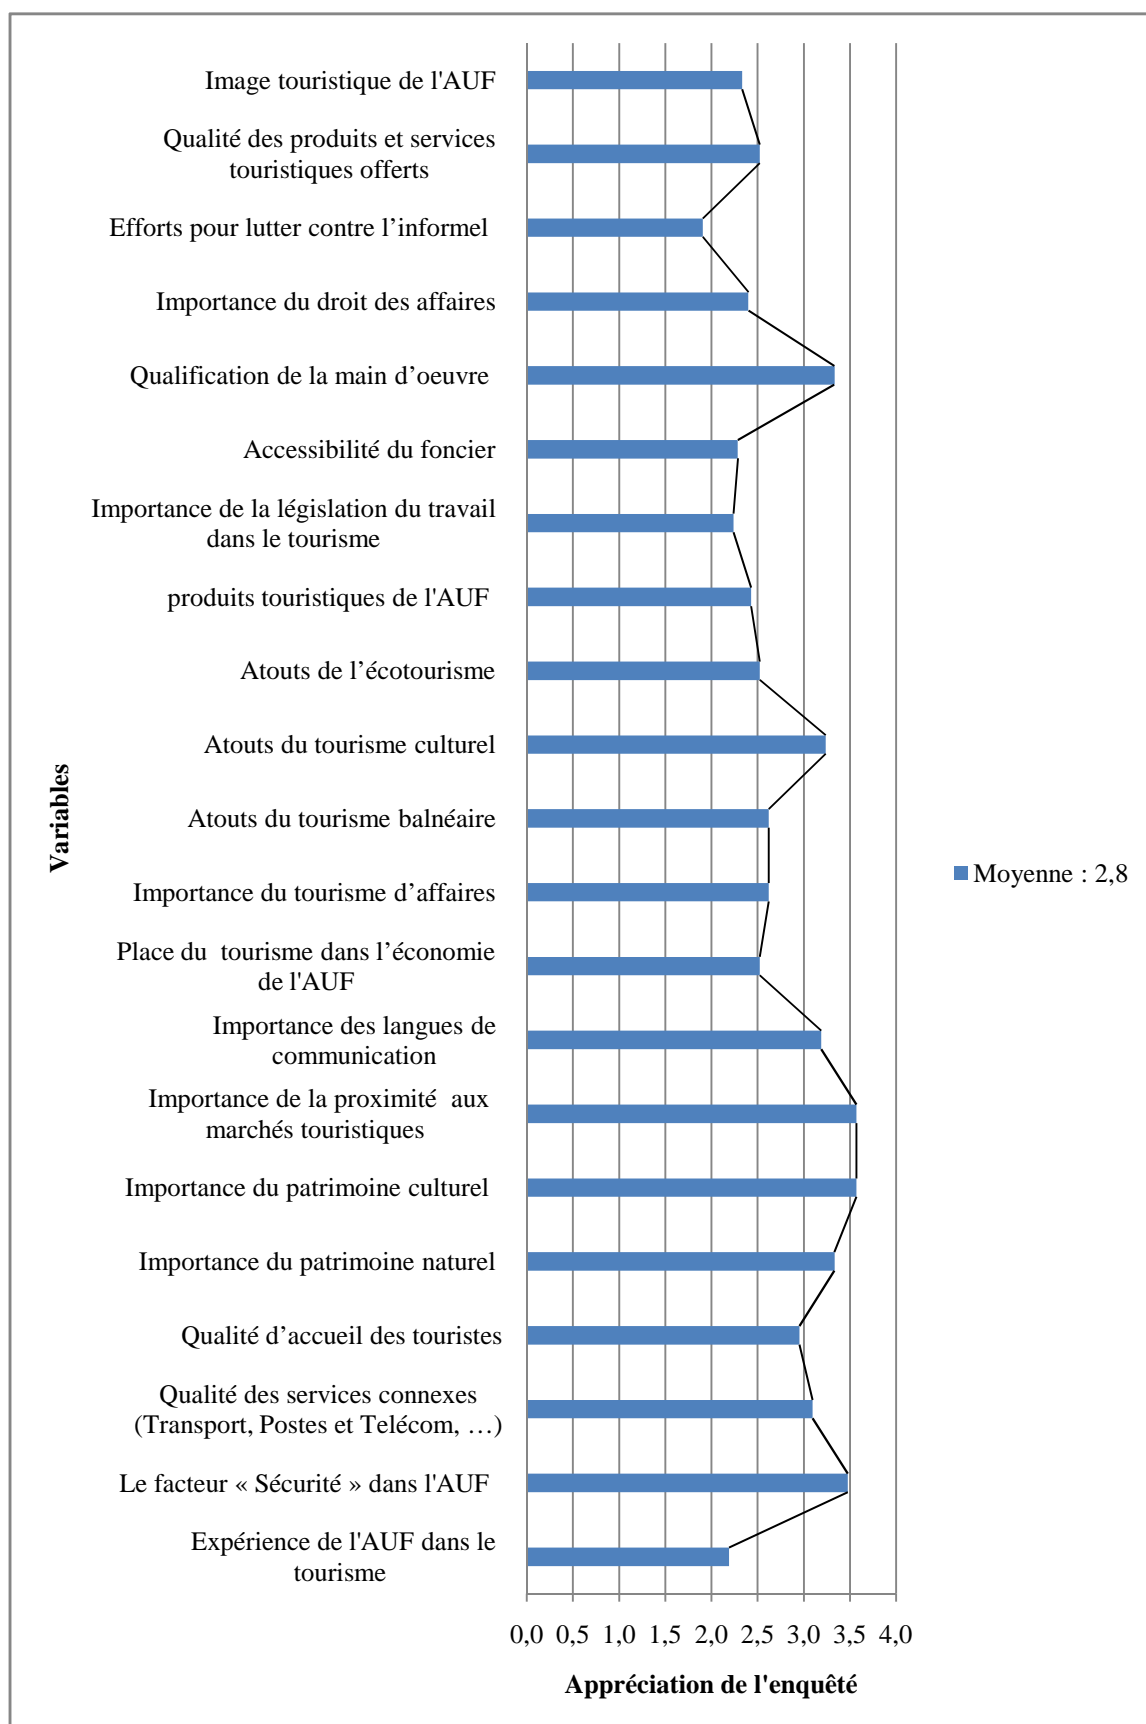 Image touristique de l'AUF
Qualité des produits et services
touristiques offerts
Efforts pour lutter contre l’informel
Importance du droit des affaires
Qualification de la main d’oeuvre
Accessibilité du foncier
Importance de la législation du travail
dans le tourisme
produits touristiques de l'AUF
Atouts de l’écotourisme
Atouts du tourisme culturel
Atouts du tourisme balnéaire
Importance du tourisme d’affaires
Place du  tourisme dans l’économie
de l'AUF
Importance des langues de
communication
Importance de la proximité  aux
marchés touristiques
Importance du patrimoine culturel
Importance du patrimoine naturel
Qualité d’accueil des touristes
Qualité des services connexes
(Transport, Postes et Telécom, …)
Le facteur « Sécurité » dans l'AUF
Expérience de l'AUF dans le
tourisme
Variables
Moyenne : 2,8
0,0 0,5 1,0 1,5 2,0 2,5 3,0 3,5 4,0
Appréciation de l'enquêté